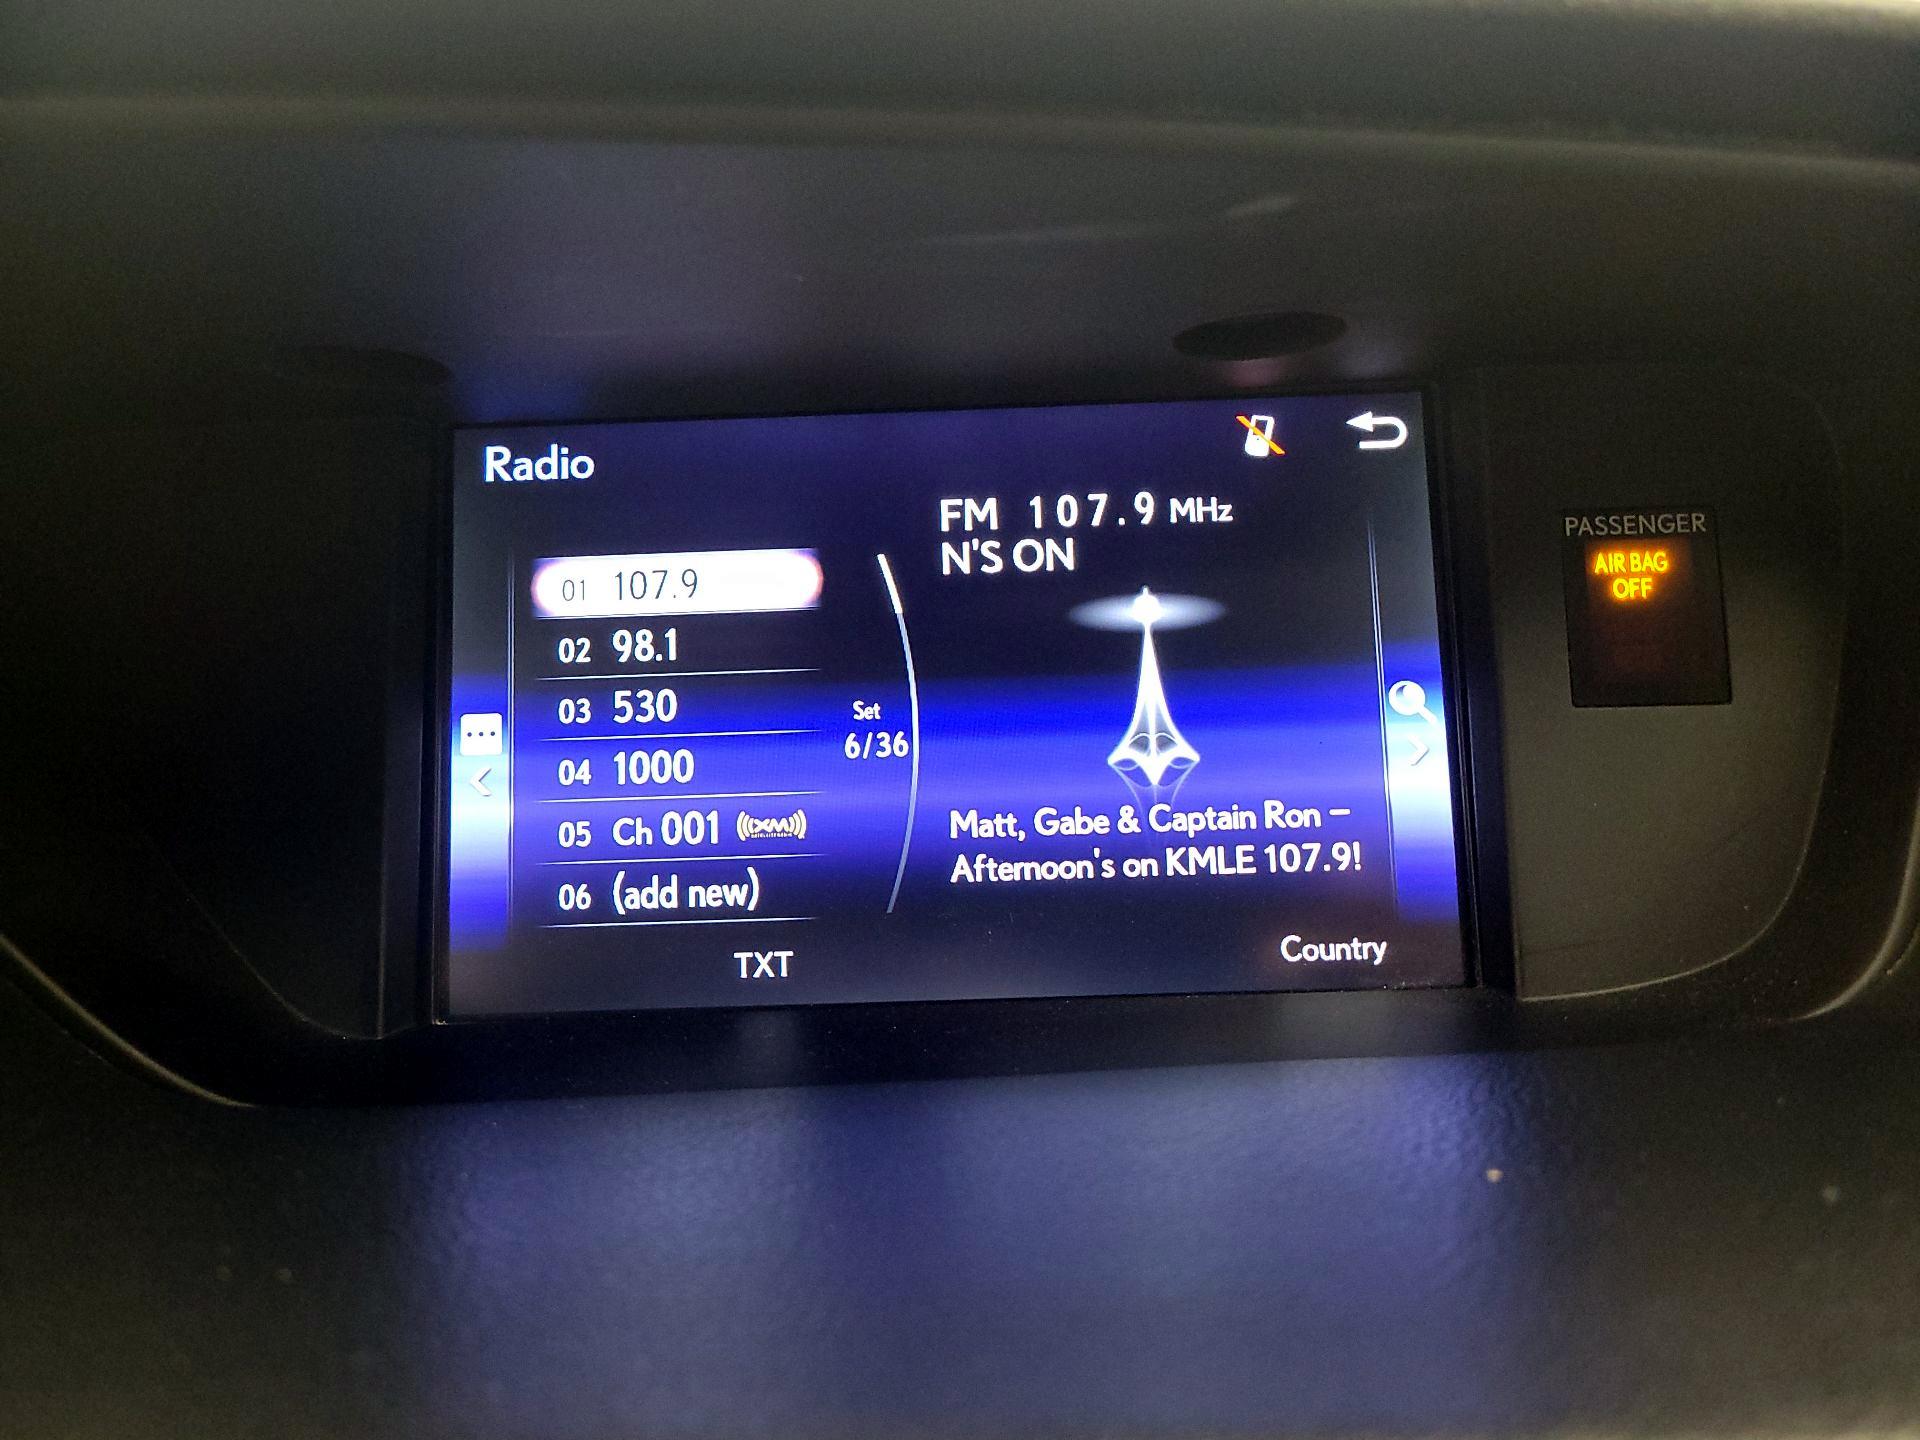 Radio
FM 107.9 MHz
N'S ON
01 107.9
02 98.1
03 530
04 1000
05 Ch 001 ((XM))
06 (add new)
Set
6/36
Matt, Gabe & Captain Ron –
Afternoon's on KMLE 107.9!
TXT
Country
PASSENGER
AIR BAG
OFF